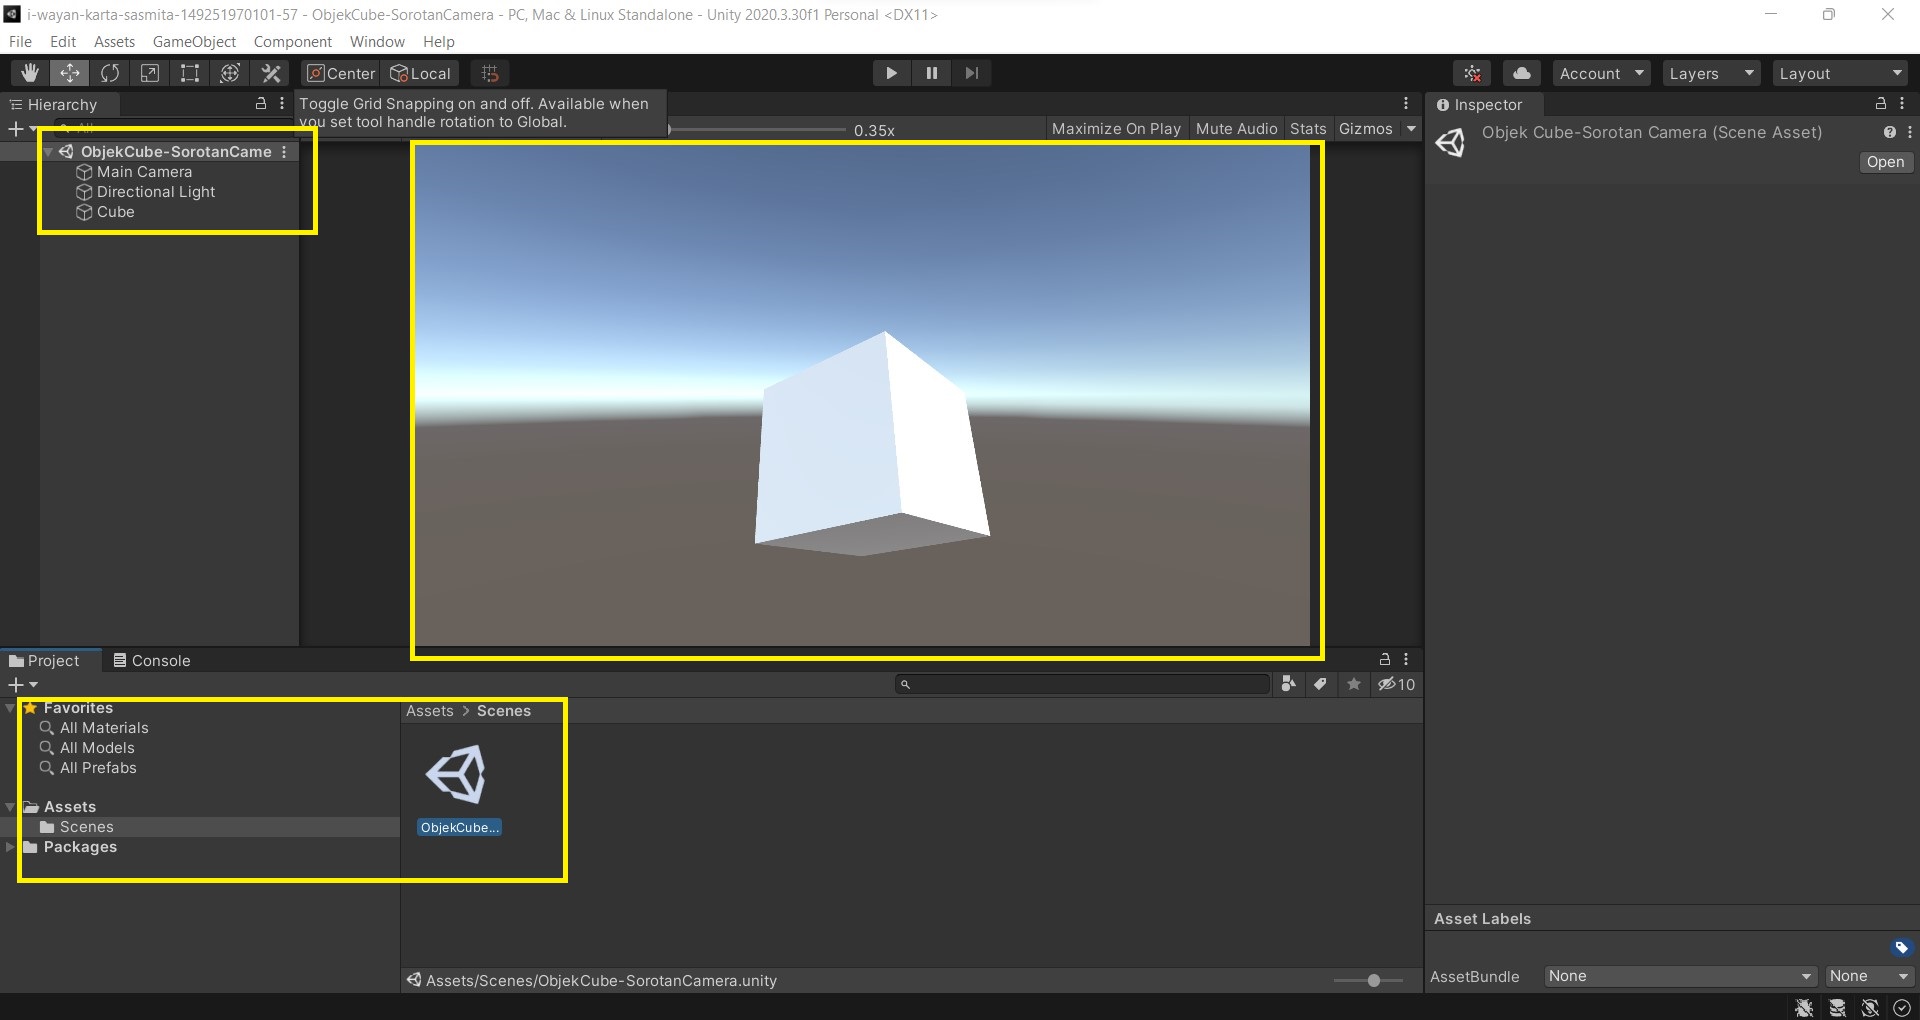 i-wayan-karta-sasmita-149251970101-57 - ObjekCube-SorotanCamera - PC, Mac & Linux Standalone - Unity 2020.3.30f1 Personal <DX11>
File Edit Assets GameObject Component Window Help
Center Local Account Layers Layout
Hierarchy
Toggle Grid Snapping on and off. Available when
you set tool handle rotation to Global.
Inspector
All
0.35x Maximize On Play Mute Audio Stats Gizmos
Objek Cube-Sorotan Camera (Scene Asset)
Open
ObjekCube-SorotanCame
Main Camera
Directional Light
Cube
Project Console
10
Favorites
All Materials
All Models
All Prefabs
Assets
Scenes
Packages
Assets > Scenes
ObjekCube...
Assets/Scenes/ObjekCube-SorotanCamera.unity
Asset Labels
AssetBundle None None